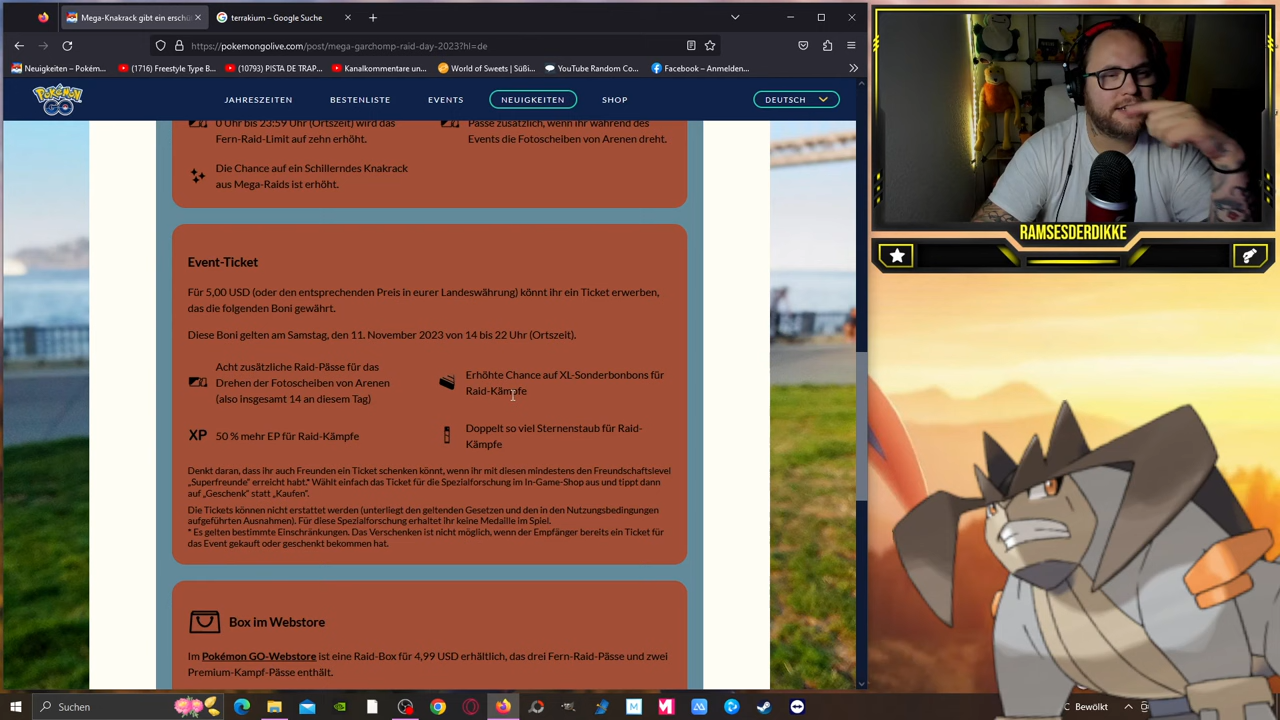 Mega-Knakrack gibt ein erschü
terrakium – Google Suche
https://pokemongolive.com/post/mega-garchomp-raid-day-2023?hl=de
Neuigkeiten – Pokém...
(1716) Freestyle Type B...
(10793) PISTA DE TRAP...
Kanalkommentare un...
World of Sweets | Süßi...
YouTube Random Co...
Facebook – Anmelden...
POKÉMON GO
JAHRESZEITEN
BESTENLISTE
EVENTS
NEUIGKEITEN
SHOP
DEUTSCH
0 Uhr bis 23:59 Uhr (Ortszeit) wird das
Fern-Raid-Limit auf zehn erhöht.
Pässe zusätzlich, wenn ihr während des
Events die Fotoscheiben von Arenen dreht.
Die Chance auf ein Schillerndes Knakrack
aus Mega-Raids ist erhöht.
Event-Ticket
Für 5,00 USD (oder den entsprechenden Preis in eurer Landeswährung) könnt ihr ein Ticket erwerben,
das die folgenden Boni gewährt.
Diese Boni gelten am Samstag, den 11. November 2023 von 14 bis 22 Uhr (Ortszeit).
Acht zusätzliche Raid-Pässe für das
Drehen der Fotoscheiben von Arenen
(also insgesamt 14 an diesem Tag)
Erhöhte Chance auf XL-Sonderbonbons für
Raid-Kämpfe
XP 50 % mehr EP für Raid-Kämpfe
Doppelt so viel Sternenstaub für Raid-
Kämpfe
Denkt daran, dass ihr auch Freunden ein Ticket schenken könnt, wenn ihr mit diesen mindestens den Freundschaftslevel
„Superfreunde“ erreicht habt.* Wählt einfach das Ticket für die Spezialforschung im In-Game-Shop aus und tippt dann
auf „Geschenk“ statt „Kaufen“.
Die Tickets können nicht erstattet werden (unterliegt den geltenden Gesetzen und den in den Nutzungsbedingungen
aufgeführten Ausnahmen). Für diese Spezialforschung erhaltet ihr keine Medaille im Spiel.
* Es gelten bestimmte Einschränkungen. Das Verschenken ist nicht möglich, wenn der Empfänger bereits ein Ticket für
das Event gekauft oder geschenkt bekommen hat.
Box im Webstore
Im Pokémon GO-Webstore ist eine Raid-Box für 4,99 USD erhältlich, das drei Fern-Raid-Pässe und zwei
Premium-Kampf-Pässe enthält.
RAMSESDERDIKKE
Suchen
Bewölkt